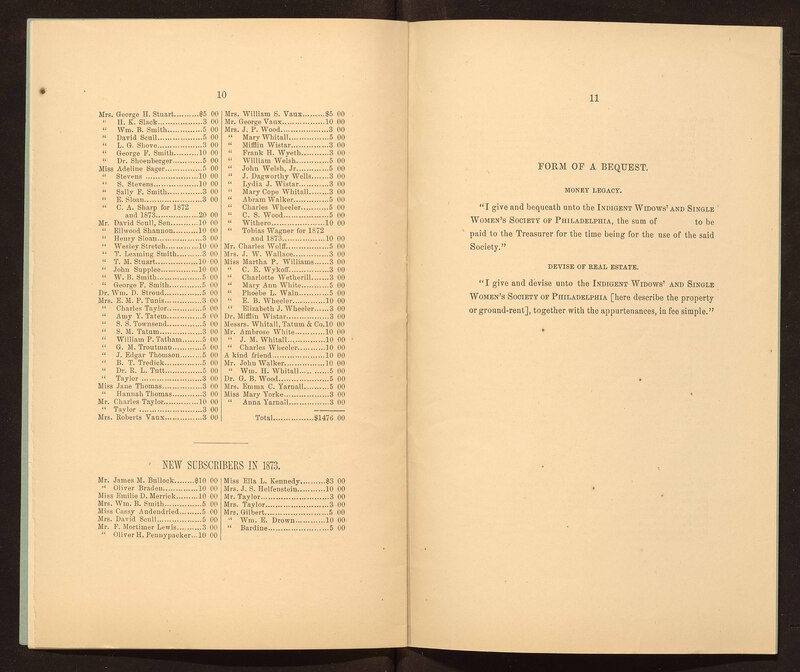 10
Mrs. George H. Stuart.........$5 00
" H. K. Slack..................3 00
" Wm. B. Smith..............5 00
" David Scull..................5 00
" L. G. Shove..................3 00
" George F. Smith..........10 00
" Dr. Shoenberger..........5 00
Miss Adeline Sager............5 00
" Stevens .....................10 00
" S. Stevens...................10 00
" Sally F. Smith..............3 00
" E. Sloan.......................3 00
" C. A. Sharp for 1872
and 1873..................20 00
Mr. David Scull, Sen..........10 00
" Ellwood Shannon........10 00
" Henry Sloan................3 00
" Wesley Stretch............10 00
" T. Leaming Smith........3 00
" T. M. Stuart.................10 00
" John Supplee..............10 00
" W. B. Smith.................5 00
" George F. Smith..........5 00
Dr. Wm. D. Stroud............5 00
Mrs. E. M. P. Tunis.............3 00
" Charles Taylor.............5 00
" Amy Y. Tatem..............5 00
" S. S. Townsend............5 00
" S. M. Tatum.................3 00
" William P. Tatham.......5 00
" G. M. Troutman...........5 00
" J. Edgar Thomson.......5 00
" B. T. Tredick................5 00
" Dr. R. L. Tutt...............5 00
" Taylor ........................3 00
Miss Jane Thomas..............3 00
" Hannah Thomas..........3 00
Mr. Charles Taylor.............10 00
" Taylor ........................3 00
Mrs. Roberts Vaux.............3 00
Mrs. William S. Vaux.........$5 00
Mr. George Vaux................10 00
Mrs. J. P. Wood..................3 00
" Mary Whitall...............5 00
" Mifflin Wistar..............3 00
" Frank H. Wyeth...........3 00
" William Welsh.............5 00
" John Welsh, Jr.............5 00
" J. Dagworthy Wells......3 00
" Lydia J. Wistar............3 00
" Mary Cope Whitall.......3 00
" Abram Walker.............5 00
" Charles Wheeler..........5 00
" C. S. Wood..................5 00
" Withero......................10 00
" Tobias Wagner for 1872
and 1873..................10 00
Mr. Charles Wolff...............5 00
Mrs. J. W. Wallace..............3 00
Miss Martha P. Williams.....3 00
" C. E. Wykoff................3 00
" Charlotte Wetherill......3 00
" Mary Ann White..........5 00
" Phoebe L. Waln...........5 00
" E. B. Wheeler..............10 00
" Elizabeth J. Wheeler....3 00
Dr. Mifflin Wistar...............5 00
Messrs. Whitall, Tatum & Co.10 00
Mr. Ambrose White............10 00
" J. M. Whitall................10 00
" Charles Wheeler..........10 00
A kind friend.....................10 00
Mr. John Walker.................10 00
" Wm. H. Whitall..... ......5 00
Dr. G. B. Wood...................5 00
Mrs. Emma C. Yarnall.........5 00
Miss Mary Yorke.................3 00
" Anna Yarnall................3 00
Total................$1476 00
NEW SUBSCRIBERS IN 1873.
Mr. James M. Bullock........$10 00
" Oliver Braden..............10 00
Miss Emilie D. Merrick.......10 00
Mrs. Wm. B. Smith.............5 00
Miss Cassy Audendried.......5 00
Mrs. David Scull.................5 00
Mr. F. Mortimer Lewis.........3 00
" Oliver H. Pennypacker...10 00
Miss Ella L. Kennedy........$3 00
Mrs. J. S. Helfenstein.........10 00
Mr. Taylor.........................3 00
Mrs. Taylor........................3 00
Mrs. Gilbert.......................5 00
" Wm. E. Drown..............10 00
" Bardine.......................5 00
11
FORM OF A BEQUEST.
MONEY LEGACY.
"I give and bequeath unto the INDIGENT WIDOWS' AND SINGLE
WOMEN'S SOCIETY OF PHILADELPHIA, the sum of to be
paid to the Treasurer for the time being for the use of the said
Society."
DEVISE OF REAL ESTATE.
"I give and devise unto the INDIGENT WIDOWS' AND SINGLE
WOMEN'S SOCIETY OF PHILADELPHIA [here describe the property
or ground-rent], together with the appurtenances, in fee simple."